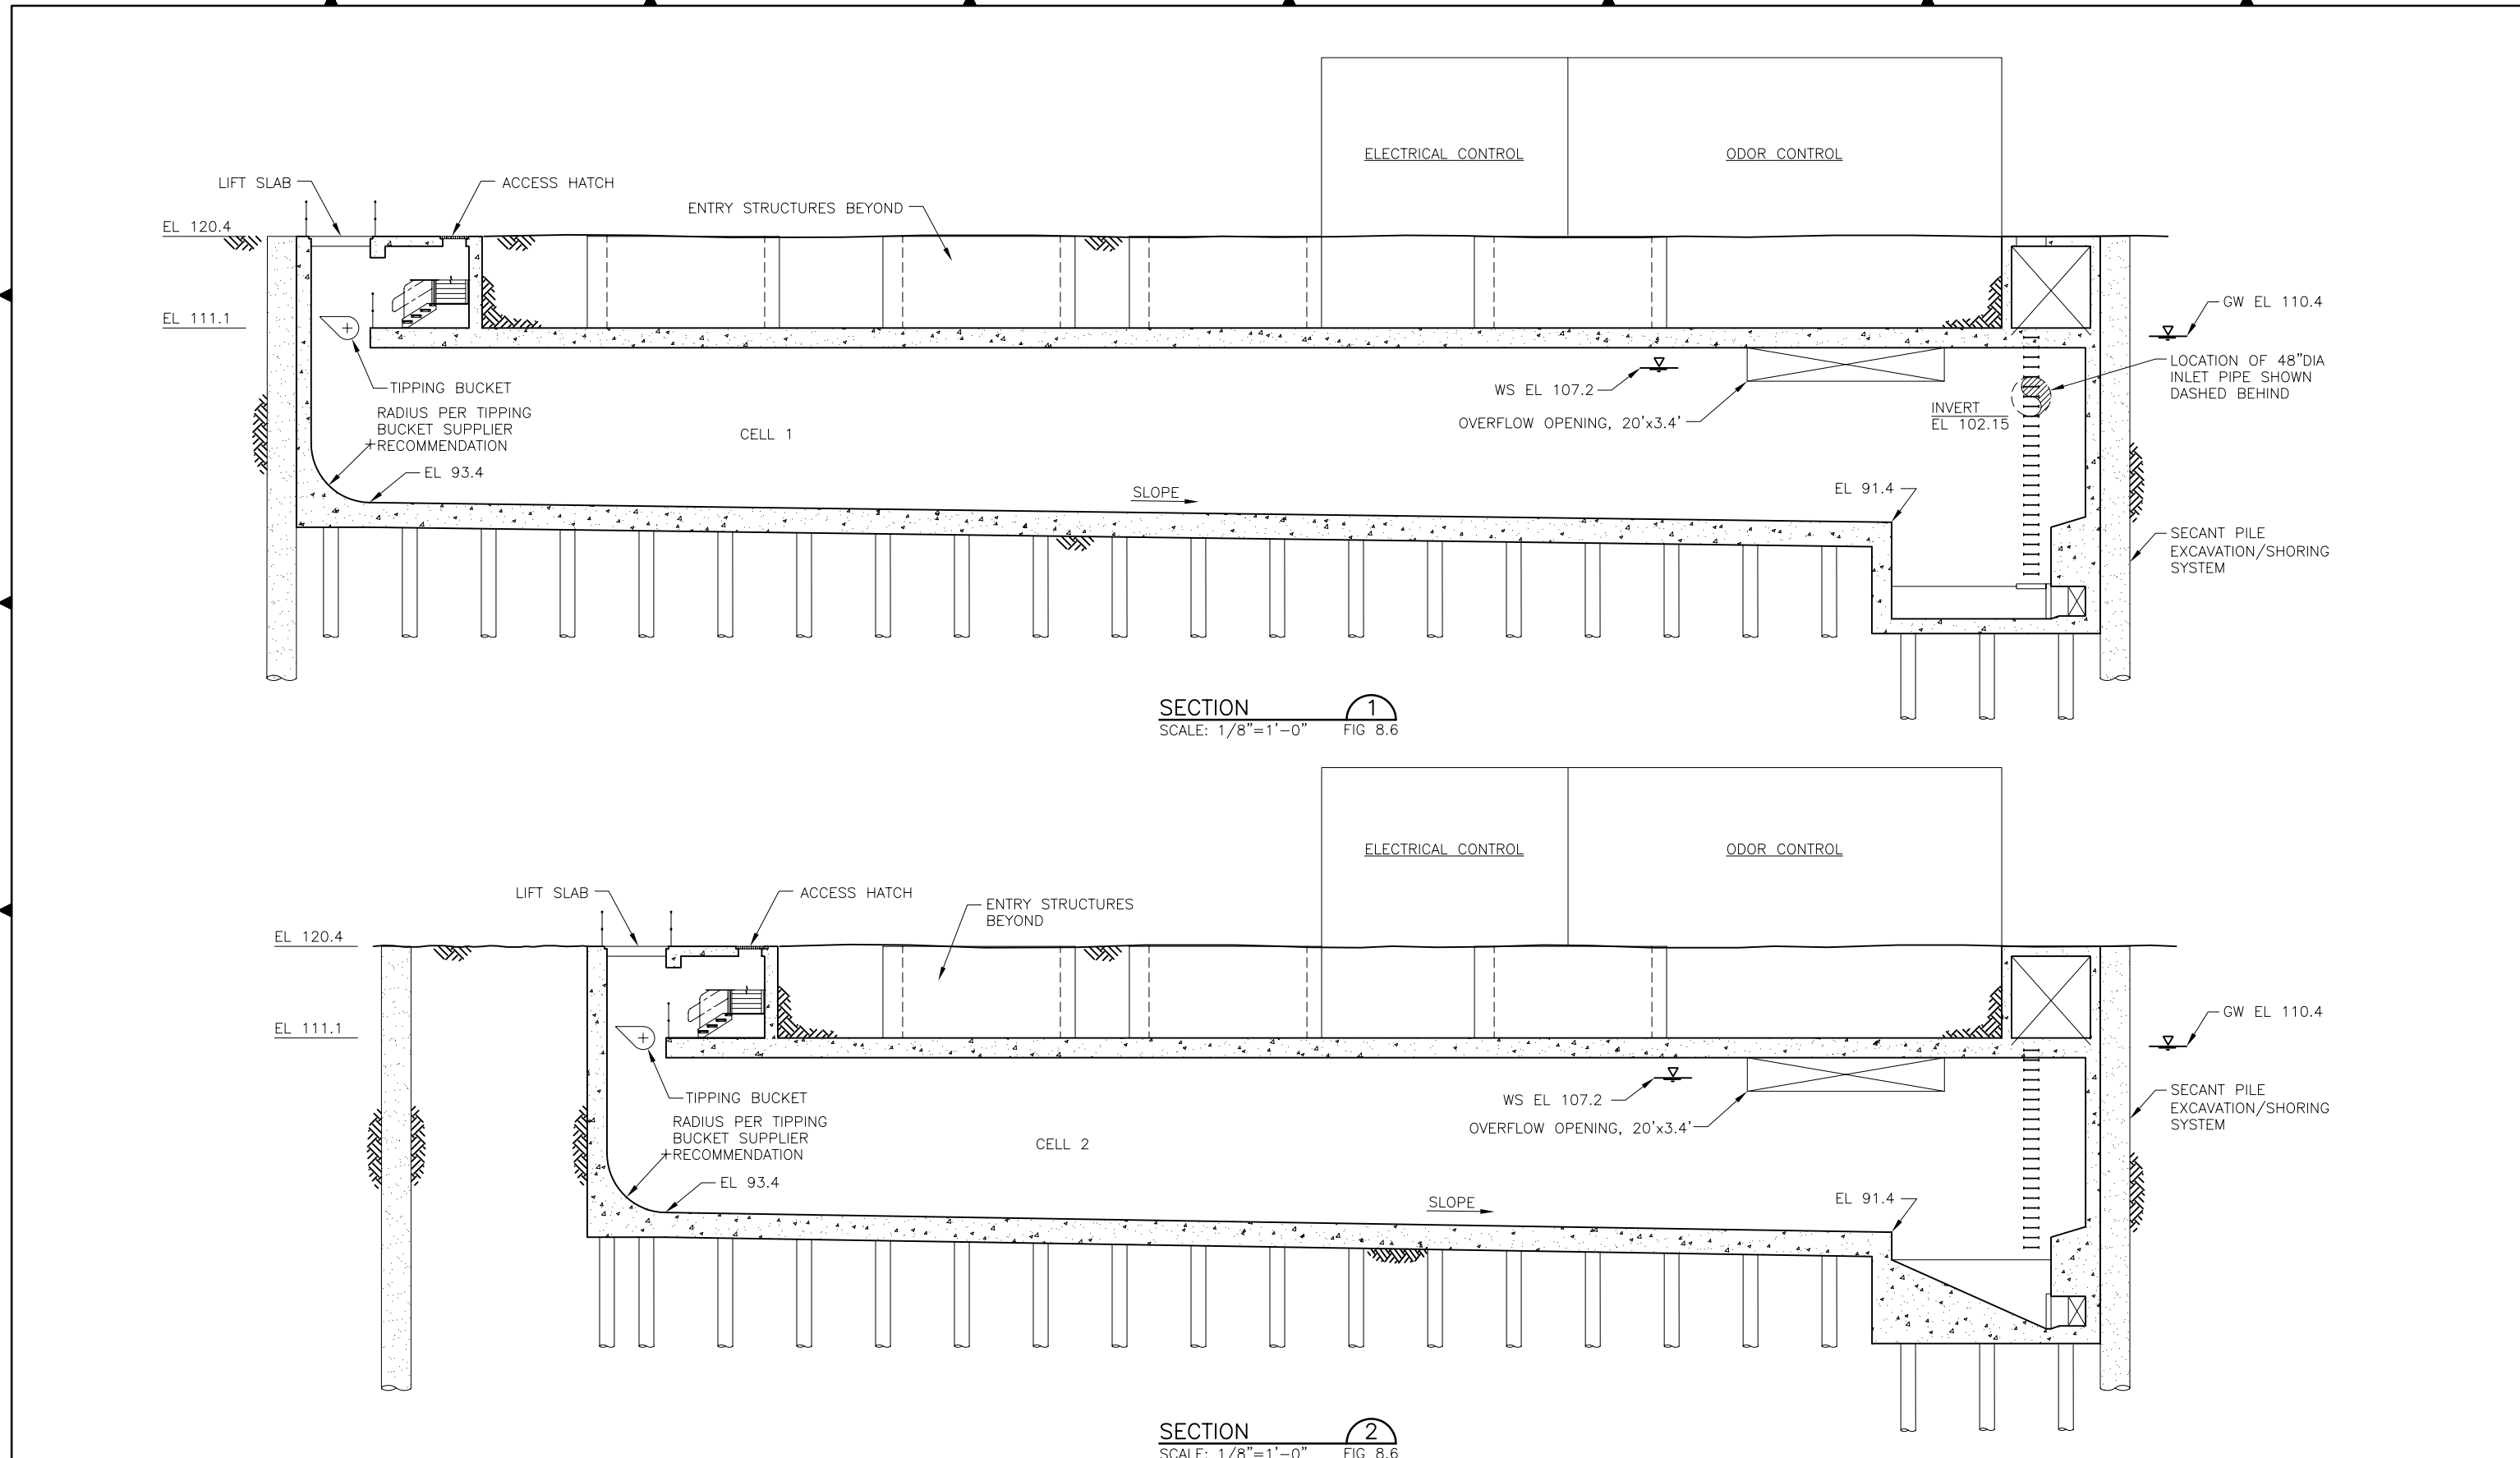 ELECTRICAL CONTROL
ODOR CONTROL
LIFT SLAB
ACCESS HATCH
ENTRY STRUCTURES BEYOND
EL 120.4
EL 111.1
GW EL 110.4
TIPPING BUCKET
RADIUS PER TIPPING
BUCKET SUPPLIER
RECOMMENDATION
EL 93.4
CELL 1
WS EL 107.2
OVERFLOW OPENING, 20'x3.4'
LOCATION OF 48"DIA
INLET PIPE SHOWN
DASHED BEHIND
INVERT
EL 102.15
SLOPE
EL 91.4
SECANT PILE
EXCAVATION/SHORING
SYSTEM
SECTION
1
SCALE: 1/8"=1'-0"
FIG 8.6
ELECTRICAL CONTROL
ODOR CONTROL
LIFT SLAB
ACCESS HATCH
ENTRY STRUCTURES
BEYOND
EL 120.4
EL 111.1
GW EL 110.4
TIPPING BUCKET
RADIUS PER TIPPING
BUCKET SUPPLIER
RECOMMENDATION
EL 93.4
CELL 2
WS EL 107.2
OVERFLOW OPENING, 20'x3.4'
SECANT PILE
EXCAVATION/SHORING
SYSTEM
SLOPE
EL 91.4
SECTION
2
SCALE: 1/8"=1'-0"
FIG 8.6